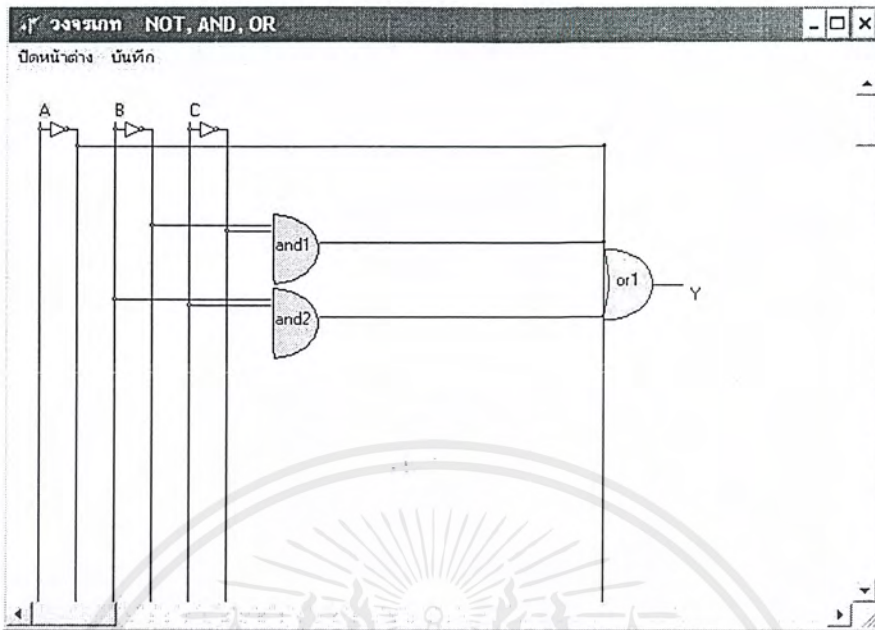 วงจรเกท NOT, AND, OR
ปิดหน้าต่าง บันทึก
A B C
and1
or1
Y
and2